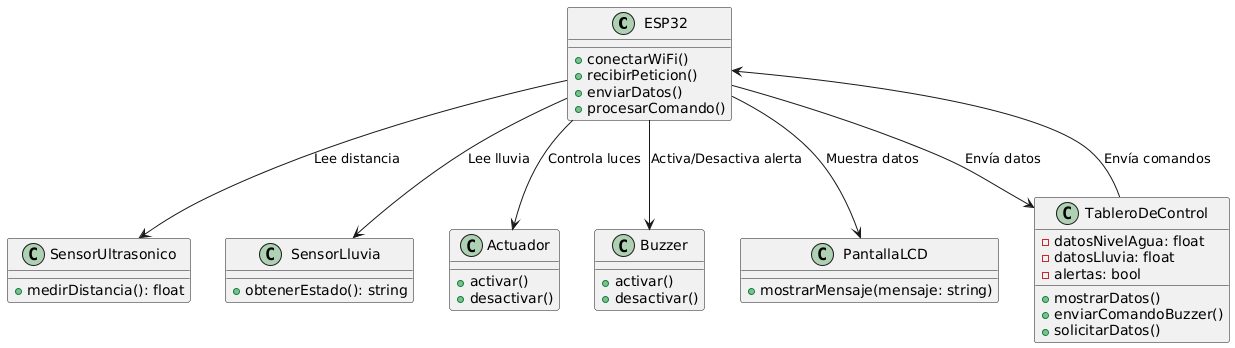 C ESP32
conectarWiFi()
recibirPeticion()
enviarDatos()
procesarComando()
Lee distancia
Lee lluvia
Controla luces
Activa/Desactiva alerta
Muestra datos
Envía datos
Envía comandos
C SensorUltrasonico
medirDistancia(): float
C SensorLluvia
obtenerEstado(): string
C Actuador
activar()
desactivar()
C Buzzer
activar()
desactivar()
C PantallaLCD
mostrarMensaje(mensaje: string)
C TableroDeControl
datosNivelAgua: float
datosLluvia: float
alertas: bool
mostrarDatos()
enviarComandoBuzzer()
solicitarDatos()